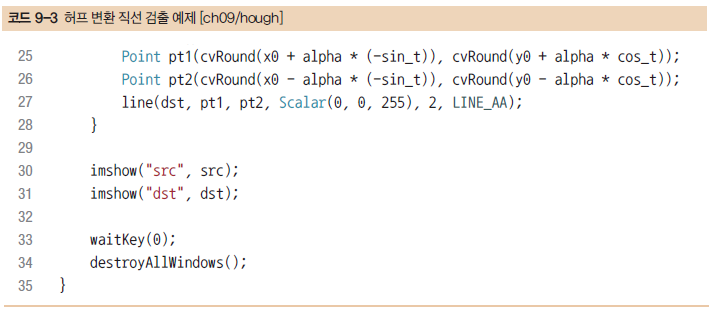 코드 9-3 허프 변환 직선 검출 예제 [ch09/hough]
25 Point pt1(cvRound(x0 + alpha * (-sin_t)), cvRound(y0 + alpha * cos_t));
26 Point pt2(cvRound(x0 - alpha * (-sin_t)), cvRound(y0 - alpha * cos_t));
27 line(dst, pt1, pt2, Scalar(0, 0, 255), 2, LINE_AA);
28 }
29
30 imshow("src", src);
31 imshow("dst", dst);
32
33 waitKey(0);
34 destroyAllWindows();
35 }